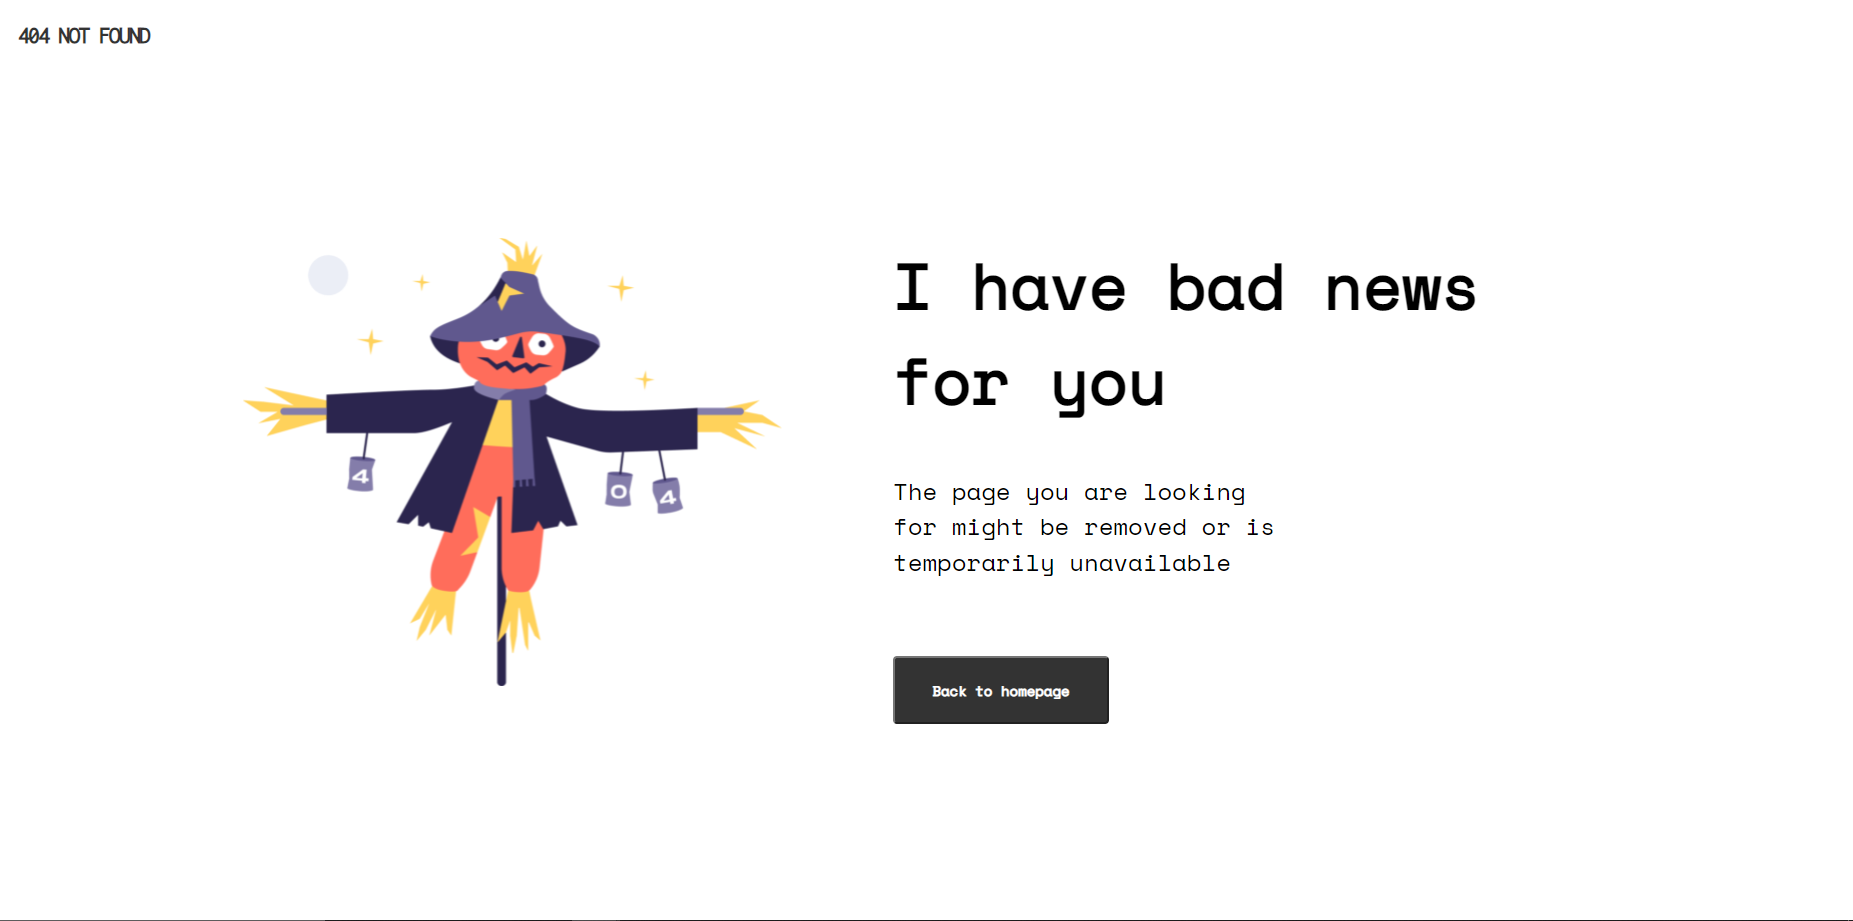 404 NOT FOUND
I have bad news
for you
4
0
4
The page you are looking
for might be removed or is
temporarily unavailable
Back to homepage